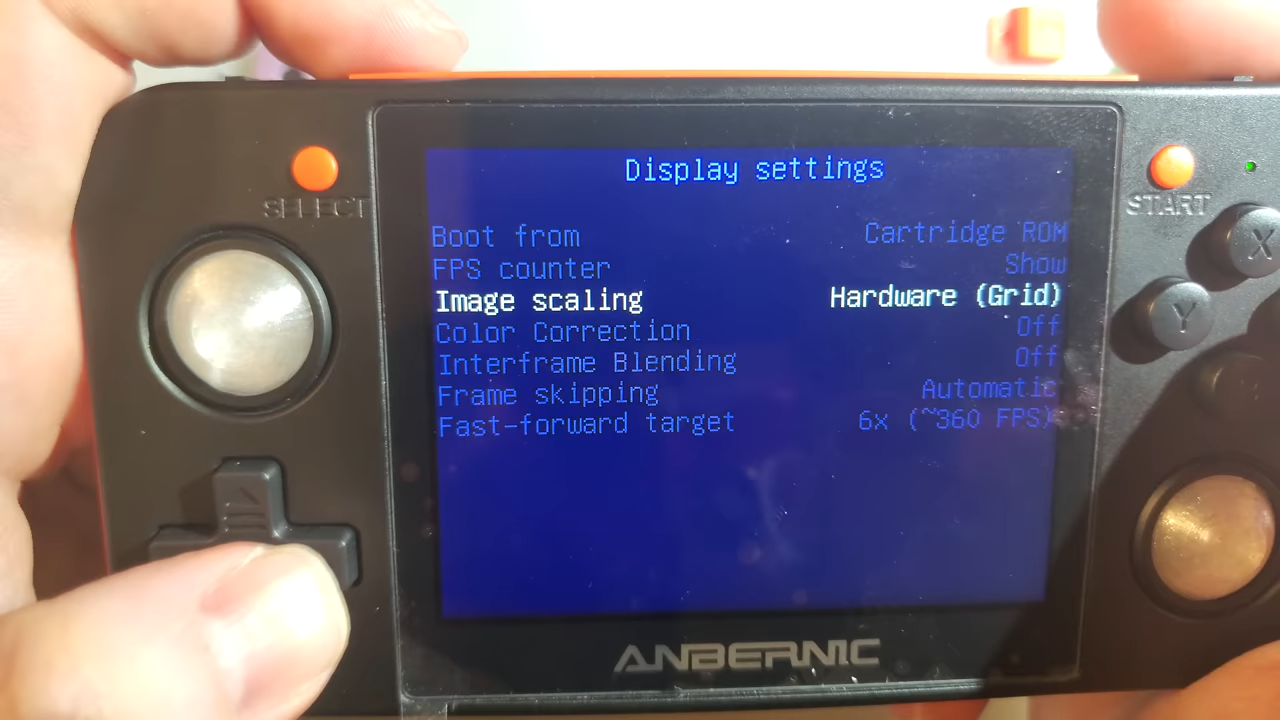 SELECT
START
X
Y
Display settings
Boot from Cartridge ROM
FPS counter Show
Image scaling Hardware (Grid)
Color Correction Off
Interframe Blending Off
Frame skipping Automatic
Fast-forward target 6x (~360 FPS)
ANBERNIC